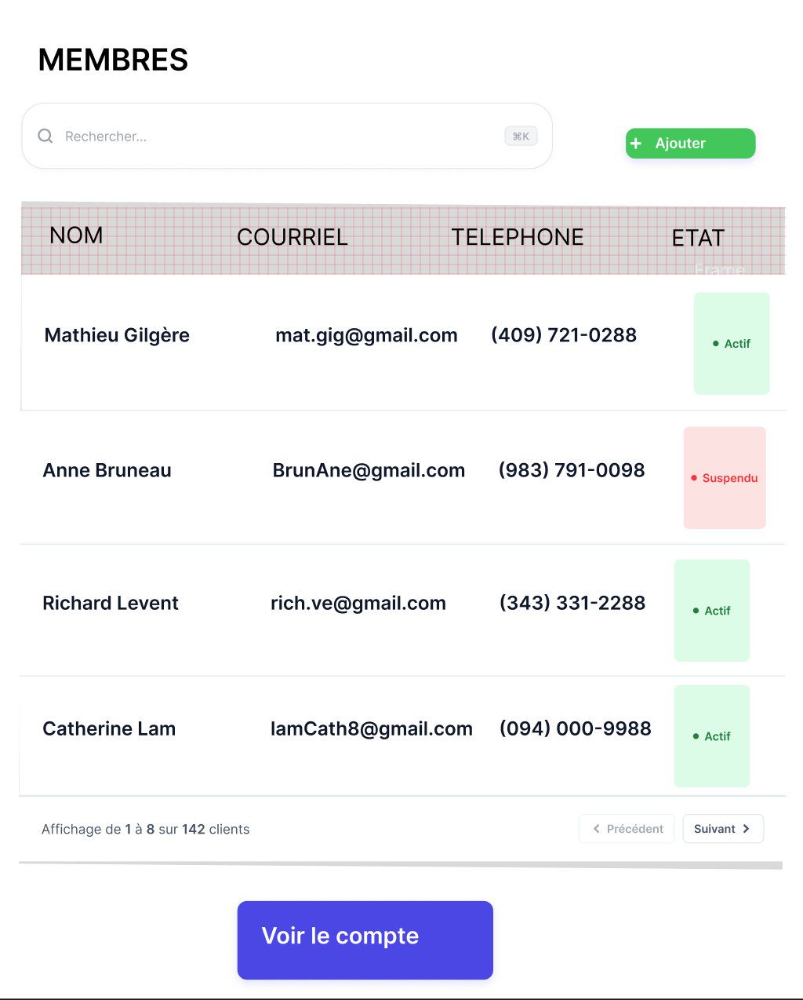 MEMBRES
Rechercher...
⌘K
+ Ajouter
NOM COURRIEL TELEPHONE ETAT
Frame
Mathieu Gilgère mat.gig@gmail.com (409) 721-0288 Actif
Anne Bruneau BrunAne@gmail.com (983) 791-0098 Suspendu
Richard Levent rich.ve@gmail.com (343) 331-2288 Actif
Catherine Lam lamCath8@gmail.com (094) 000-9988 Actif
Affichage de 1 à 8 sur 142 clients Précédent Suivant
Voir le compte